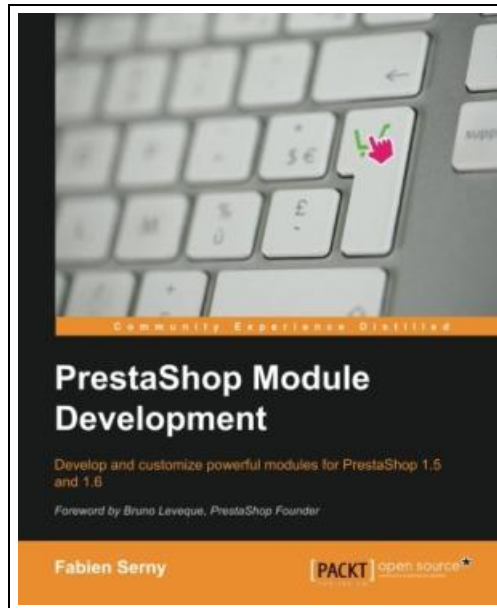 $ €
%
ù
£
supp
Community Experience Distilled
PrestaShop Module
Development
Develop and customize powerful modules for PrestaShop 1.5
and 1.6
Foreword by Bruno Leveque, PrestaShop Founder
Fabien Serny
[PACKT] open source*